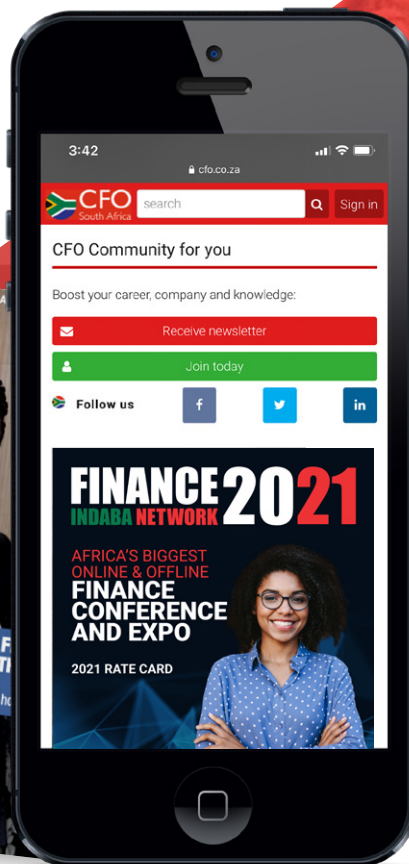 3:42
cfo.co.za
CFO
South Africa
search
Sign in
CFO Community for you
Boost your career, company and knowledge:
Receive newsletter
Join today
Follow us
f
in
FINANCE 2021
INDABA NETWORK
AFRICA'S BIGGEST
ONLINE & OFFLINE
FINANCE
CONFERENCE
AND EXPO
2021 RATE CARD